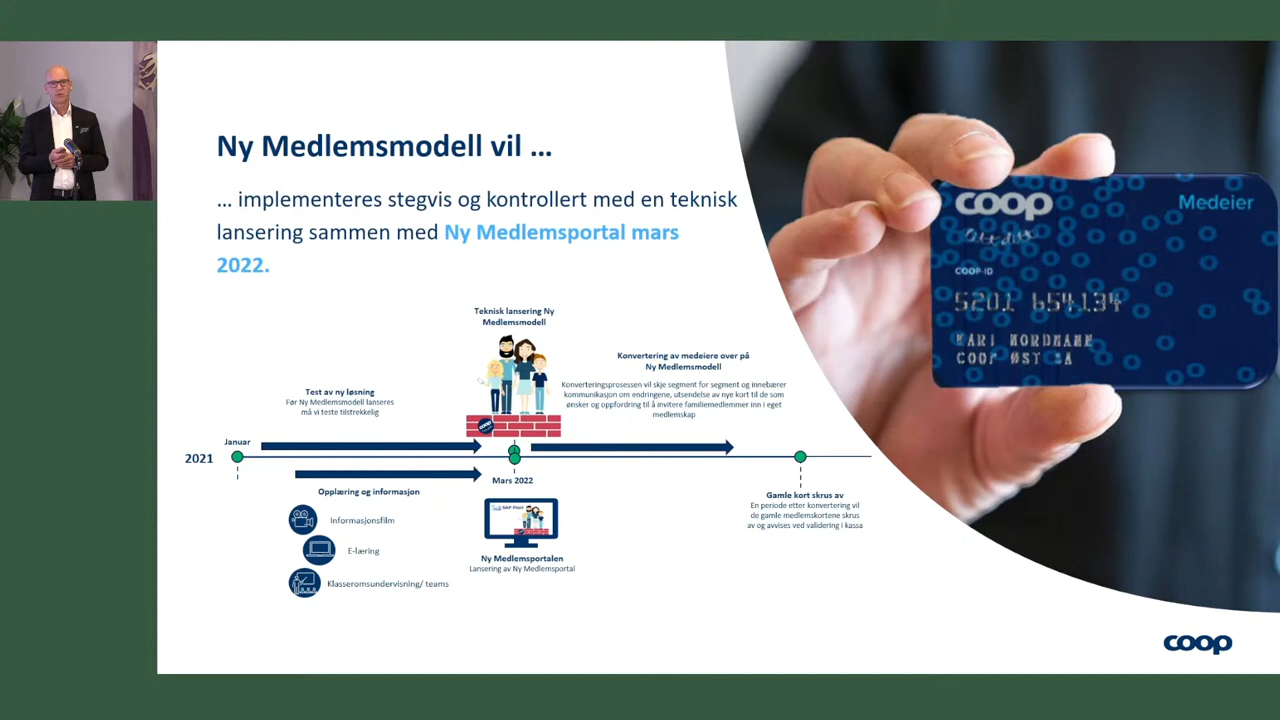 Ny Medlemsmodell vil ...
... implementeres stegvis og kontrollert med en teknisk
lansering sammen med Ny Medlemsportal mars
2022.
Teknisk lansering Ny
Medlemsmodell
Konvertering av medeiere over på
Ny Medlemsmodell
Konverteringsprosessen vil skje segment for segment og innebærer
kommunikasjon om endringene, utsendelse av nye kort til de som
ønsker og oppfordring til å invitere familiemedlemmer inn i eget
medlemskap
Test av ny løsning
Før Ny Medlemsmodell lanseres
må vi teste tilstrekkelig
coop
Januar
2021
Mars 2022
Opplæring og informasjon
Informasjonsfilm
E-læring
Klasseromsundervisning/ teams
SAP Fiori
Ny Medlemsportalen
Lansering av Ny Medlemsportal
Gamle kort skrus av
En periode etter konvertering vil
de gamle medlemskortene skrus
av og avvises ved validering i kassa
coop
Medeier
COOP-ID
5201 654134
KARI NORDMANN
COOP ØST SA
coop